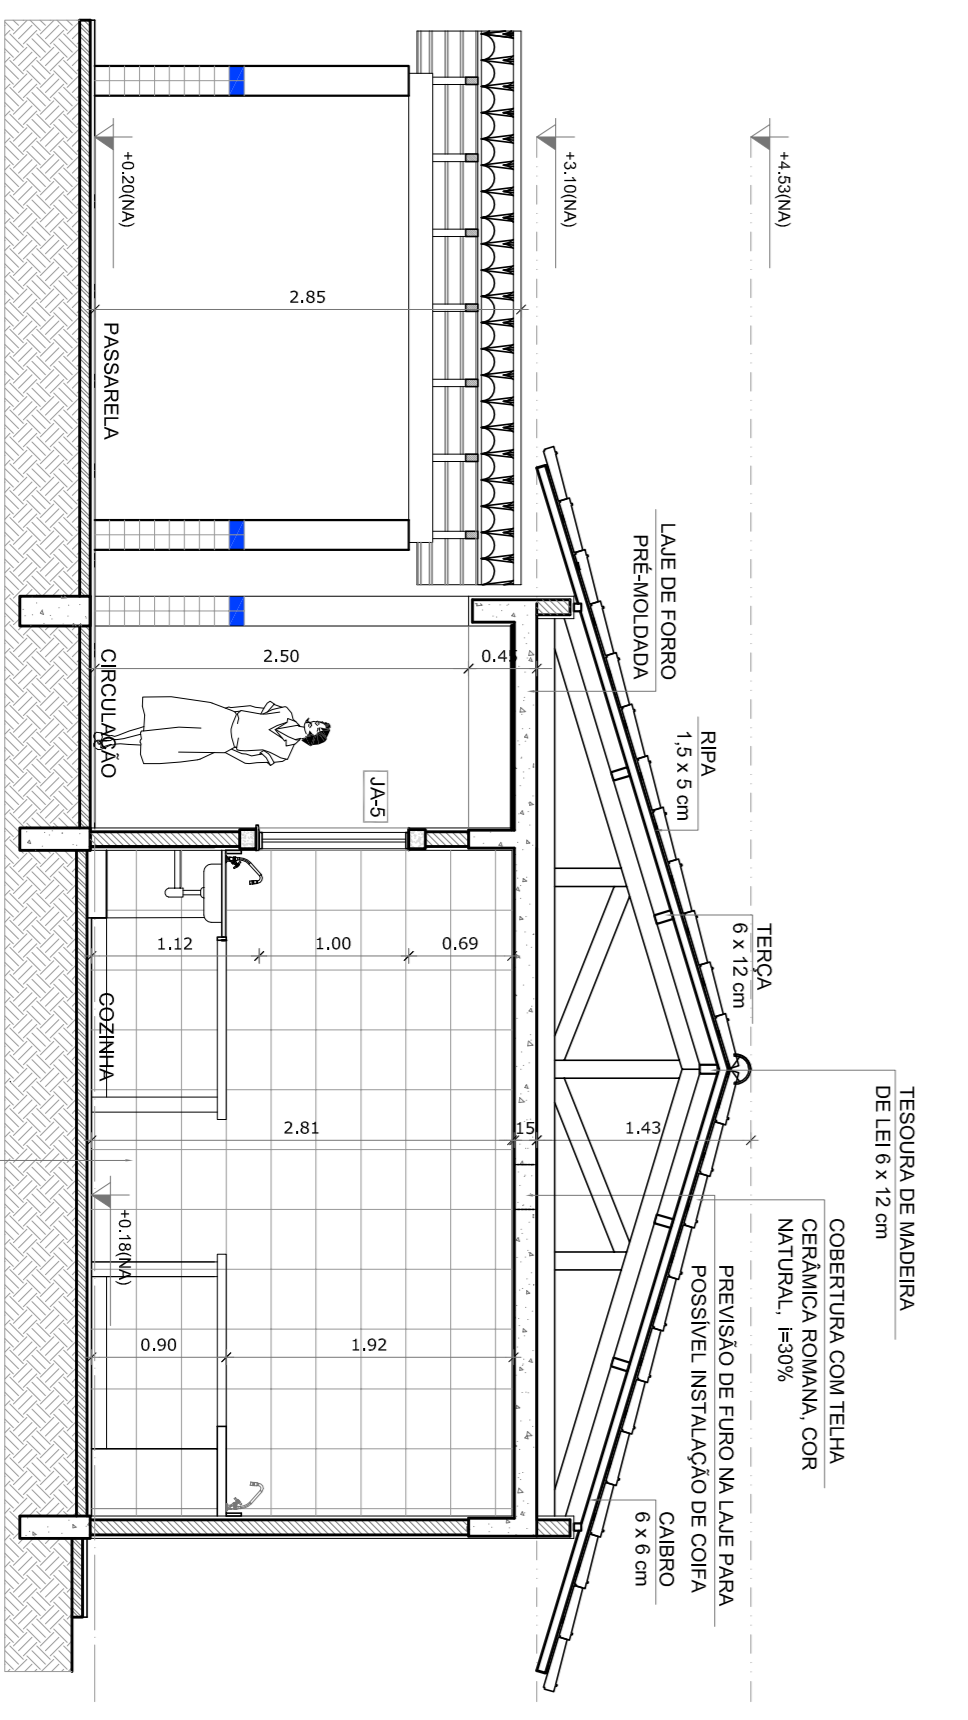 TESOURA DE MADEIRA
DE LEI 6 x 12 cm
COBERTURA COM TELHA
CERÂMICA ROMANA, COR
NATURAL, i=30%
TERÇA
6 x 12 cm
PREVISÃO DE FURO NA LAJE PARA
POSSÍVEL INSTALAÇÃO DE COIFA
RIPA
1,5 x 5 cm
LAJE DE FORRO
PRÉ-MOLDADA
CAIBRO
6 x 6 cm
+4.53(NA)
+3.10(NA)
+0.20(NA)
1.43
15
0.45
2.85
2.50
JA-5
0.69
1.00
1.12
2.81
1.92
0.90
+0.18(NA)
PASSARELA
CIRCULAÇÃO
COZINHA